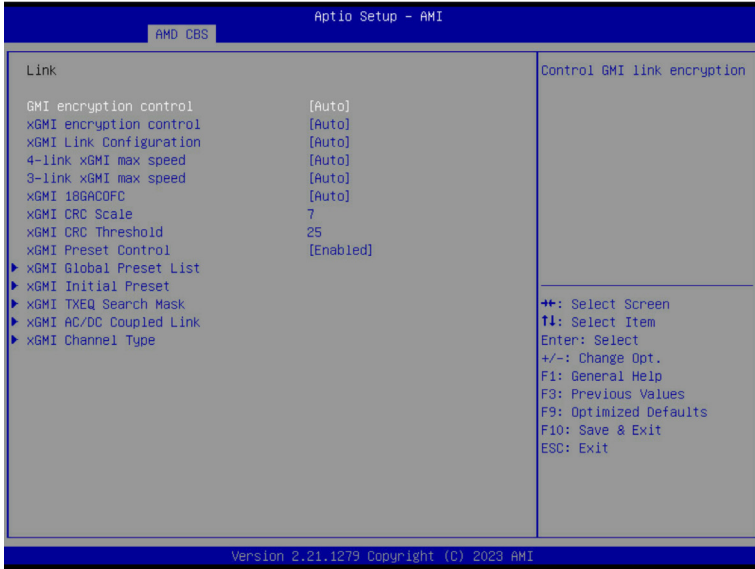 Aptio Setup – AMI
AMD CBS
Link
GMI encryption control [Auto]
xGMI encryption control [Auto]
xGMI Link Configuration [Auto]
4-link xGMI max speed [Auto]
3-link xGMI max speed [Auto]
xGMI 18GACOFC [Auto]
xGMI CRC Scale 7
xGMI CRC Threshold 25
xGMI Preset Control [Enabled]
xGMI Global Preset List
xGMI Initial Preset
xGMI TXEQ Search Mask
xGMI AC/DC Coupled Link
xGMI Channel Type
Control GMI link encryption
→←: Select Screen
↑↓: Select Item
Enter: Select
+/-: Change Opt.
F1: General Help
F3: Previous Values
F9: Optimized Defaults
F10: Save & Exit
ESC: Exit
Version 2.21.1279 Copyright (C) 2023 AMI